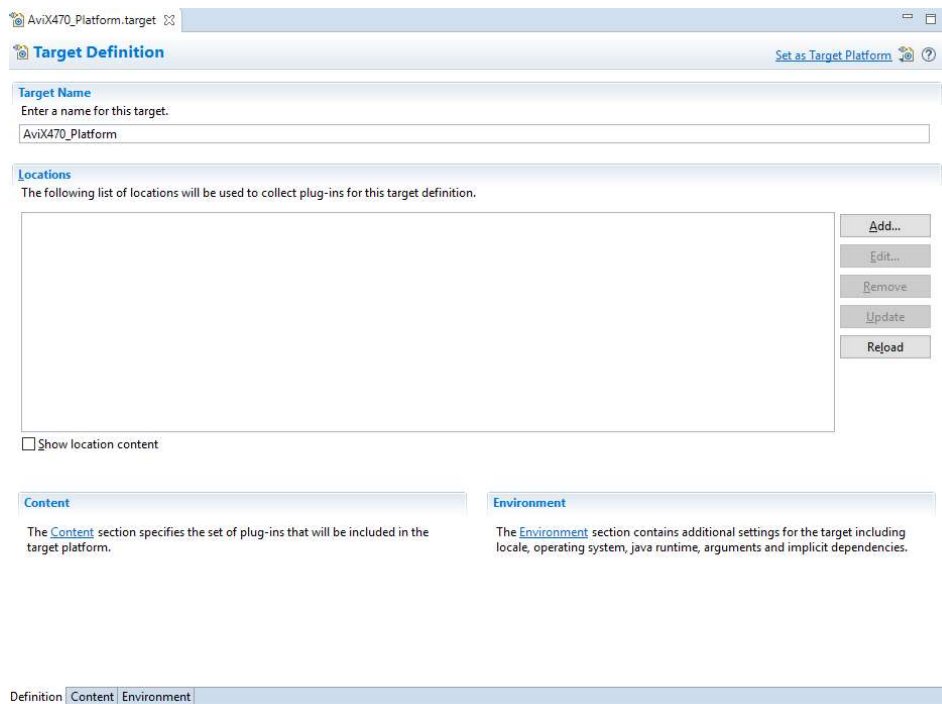 AviX470_Platform.target
Target Definition
Set as Target Platform
Target Name
Enter a name for this target.
AviX470_Platform
Locations
The following list of locations will be used to collect plug-ins for this target definition.
Add...
Edit...
Remove
Update
Reload
Show location content
Content
The Content section specifies the set of plug-ins that will be included in the
target platform.
Environment
The Environment section contains additional settings for the target including
locale, operating system, java runtime, arguments and implicit dependencies.
Definition Content Environment